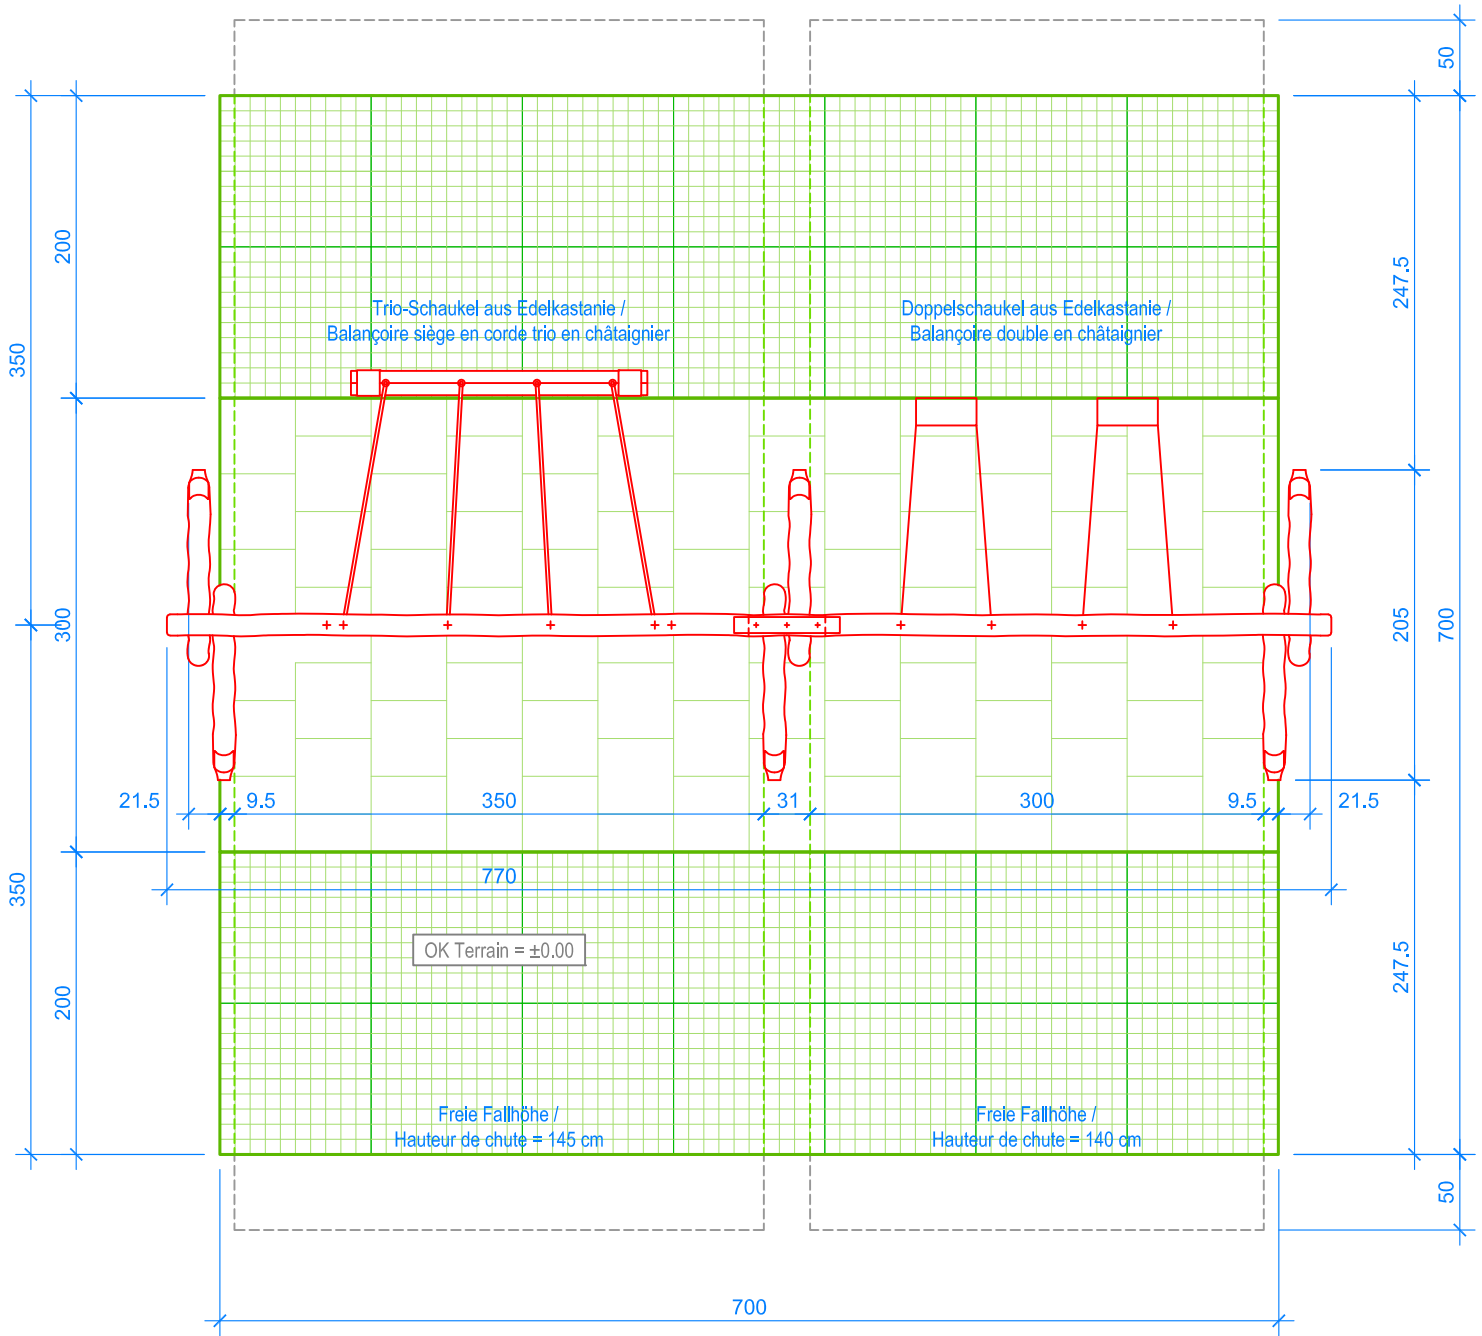 50
200
247.5
Trio-Schaukel aus Edelkastanie /
Balançoire siège en corde trio en châtaignier
Doppelschaukel aus Edelkastanie /
Balançoire double en châtaignier
350
300
205
700
21.5
9.5
350
31
300
9.5
21.5
770
350
OK Terrain = ±0.00
247.5
200
Freie Fallhöhe /
Hauteur de chute = 145 cm
Freie Fallhöhe /
Hauteur de chute = 140 cm
50
700